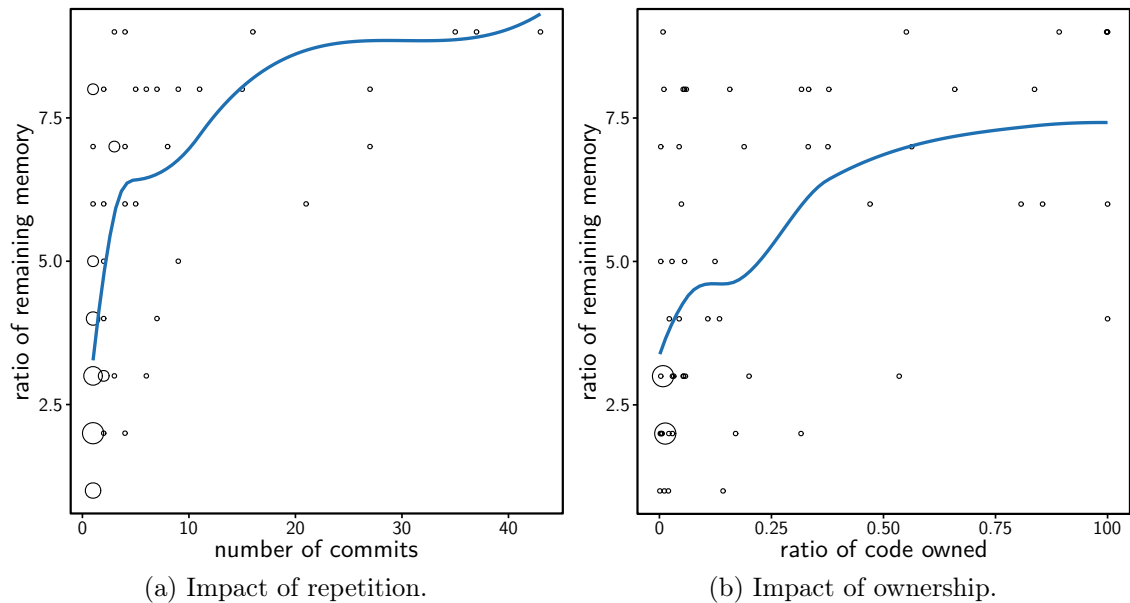 ratio of remaining memory
7.5
5.0
2.5
0 10 20 30 40
number of commits
(a) Impact of repetition.
ratio of remaining memory
7.5
5.0
2.5
0 0.25 0.50 0.75 100
ratio of code owned
(b) Impact of ownership.